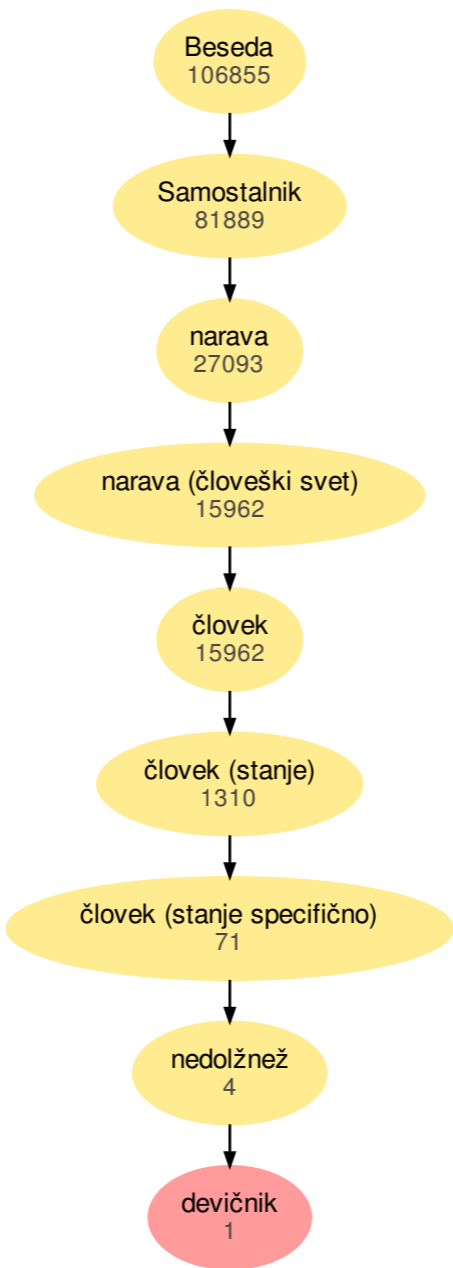 Beseda
106855
Samostalnik
81889
narava
27093
narava (človeški svet)
15962
človek
15962
človek (stanje)
1310
človek (stanje specifično)
71
nedolžnež
4
devičnik
1